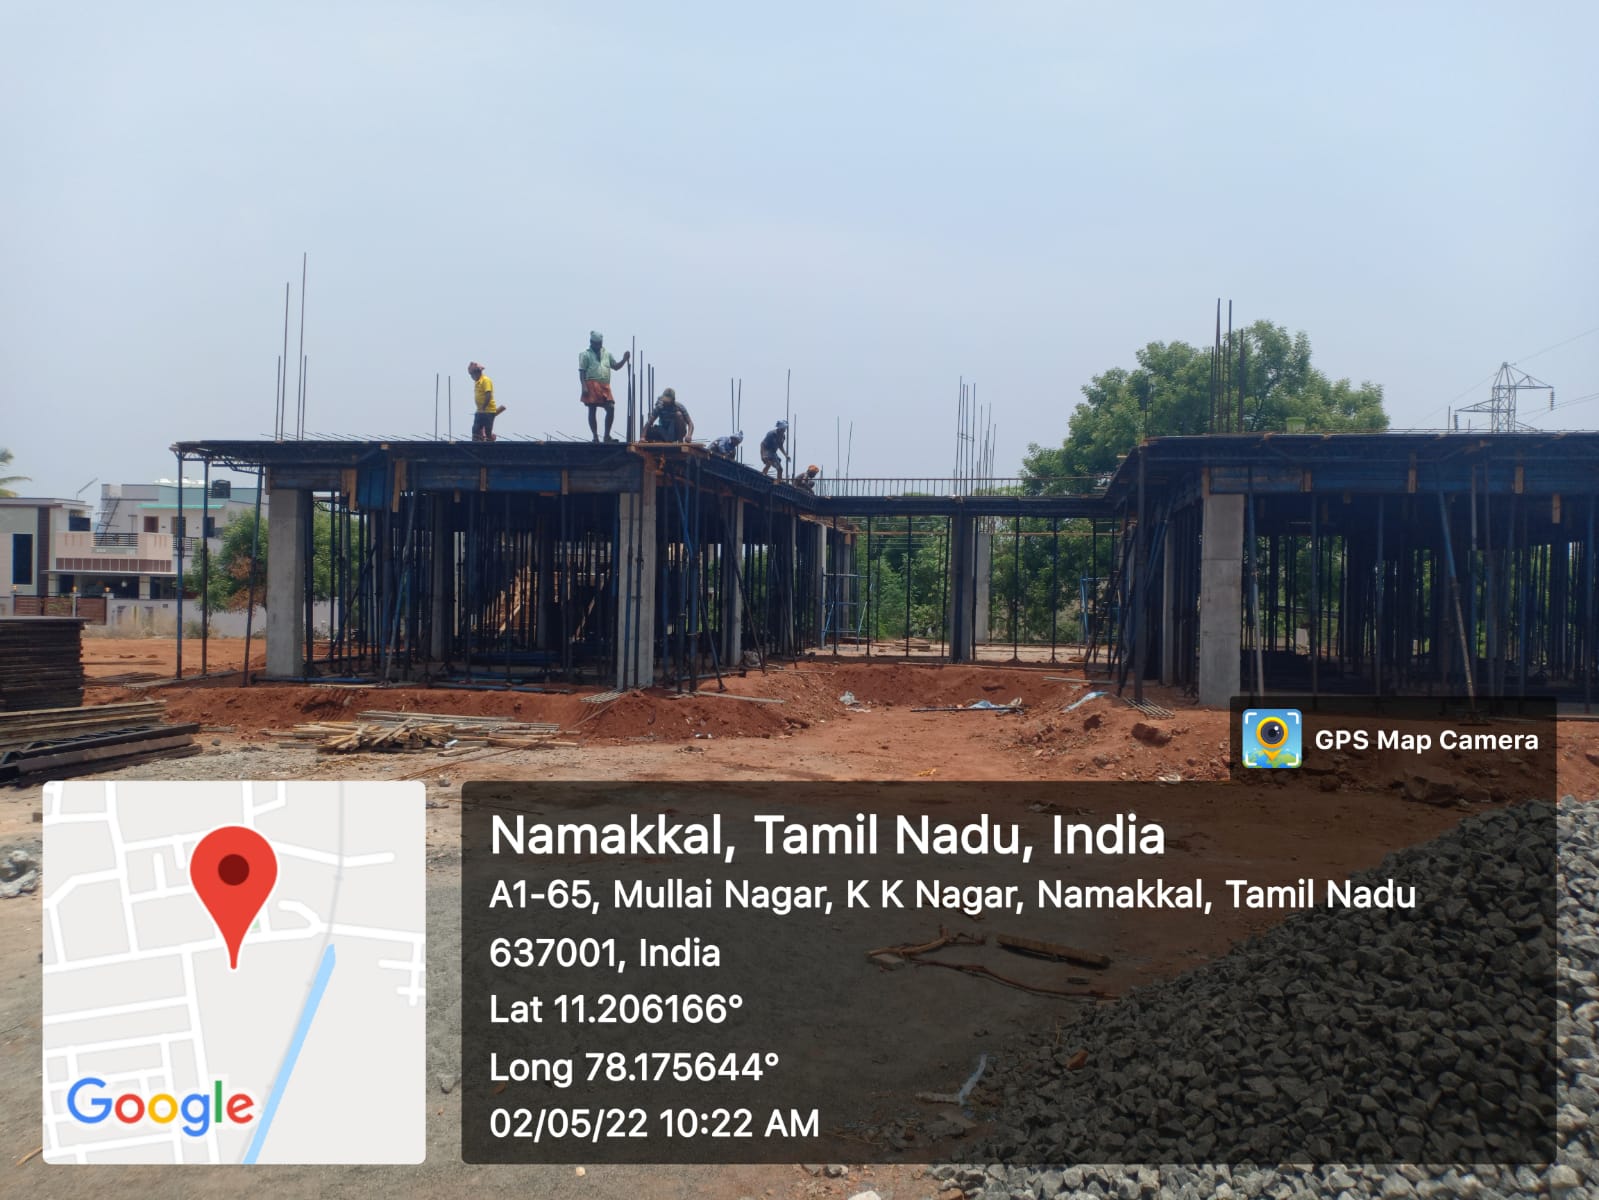 GPS Map Camera
Namakkal, Tamil Nadu, India
A1-65, Mullai Nagar, K K Nagar, Namakkal, Tamil Nadu
637001, India
Lat 11.206166°
Long 78.175644°
02/05/22 10:22 AM
Google